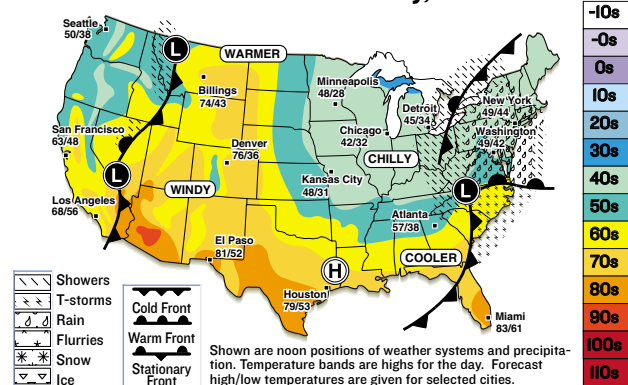 Seattle
50/38
L
WARMER
Billings
74/43
Minneapolis
48/28
Detroit
45/34
New York
49/44
Washington
49/42
San Francisco
63/48
Denver
76/36
Chicago
42/32
CHILLY
L
WINDY
Kansas City
48/31
L
Los Angeles
68/56
Atlanta
57/38
El Paso
81/52
COOLER
H
Houston
79/53
Miami
83/61
Showers
T-storms
Rain
Flurries
Snow
Ice
Cold Front
Warm Front
Stationary
Front
Shown are noon positions of weather systems and precipita-
tion. Temperature bands are highs for the day. Forecast
high/low temperatures are given for selected cities.
-10s
-0s
0s
10s
20s
30s
40s
50s
60s
70s
80s
90s
100s
110s